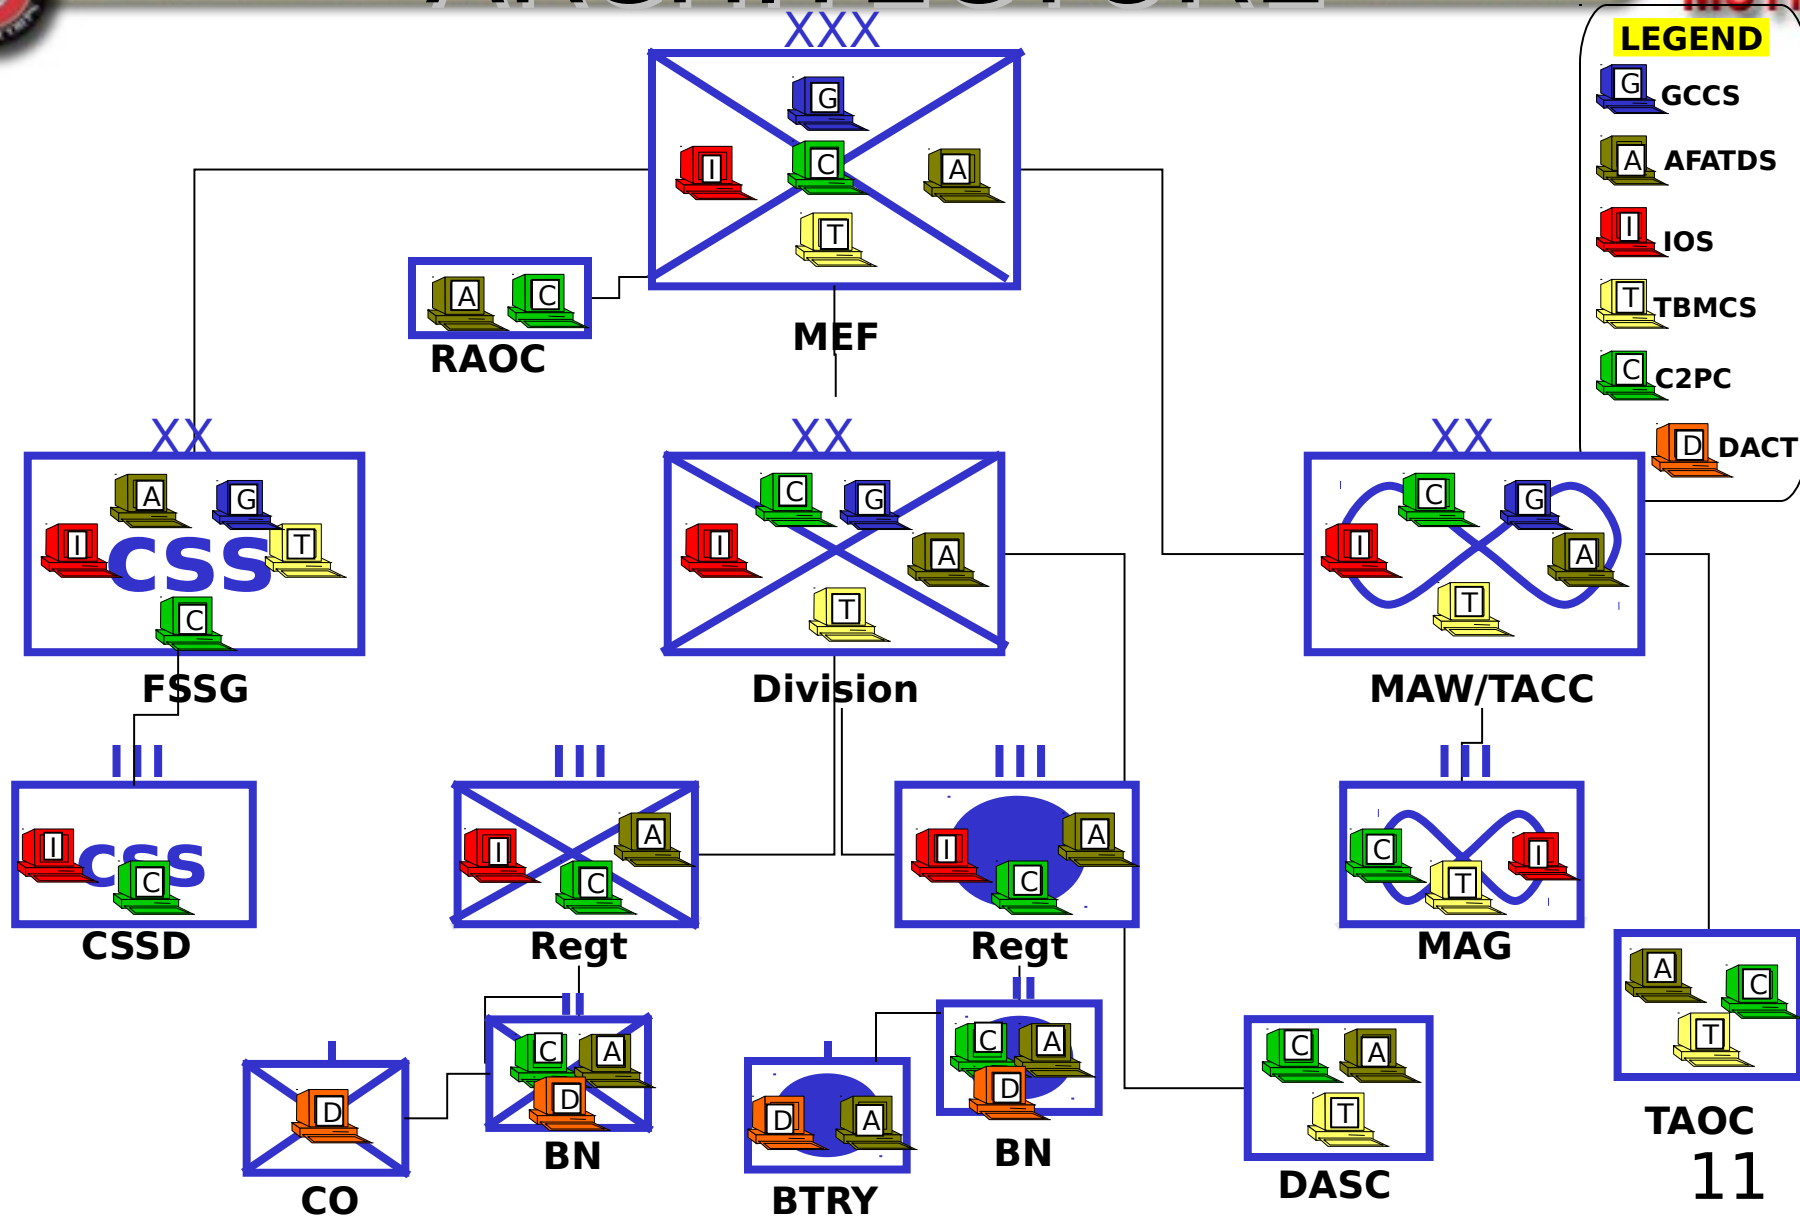 ARCHITECTURE
XXX
LEGEND
G GCCS
A AFATDS
I IOS
T TBMCS
C C2PC
D DACT
G
I C A
T
MEF
A C
RAOC
XX
A G
I css T
C
FSSG
XX
C G
I A
T
Division
XX
C G
I A
T
MAW/TACC
III
I css
C
CSSD
III
I A
C
Regt
III
I A
C
Regt
III
C I
T
MAG
A C
T
TAOC
II
C A
D
BN
II
C A
D
BN
I
D
CO
I
D A
BTRY
C A
T
DASC
11